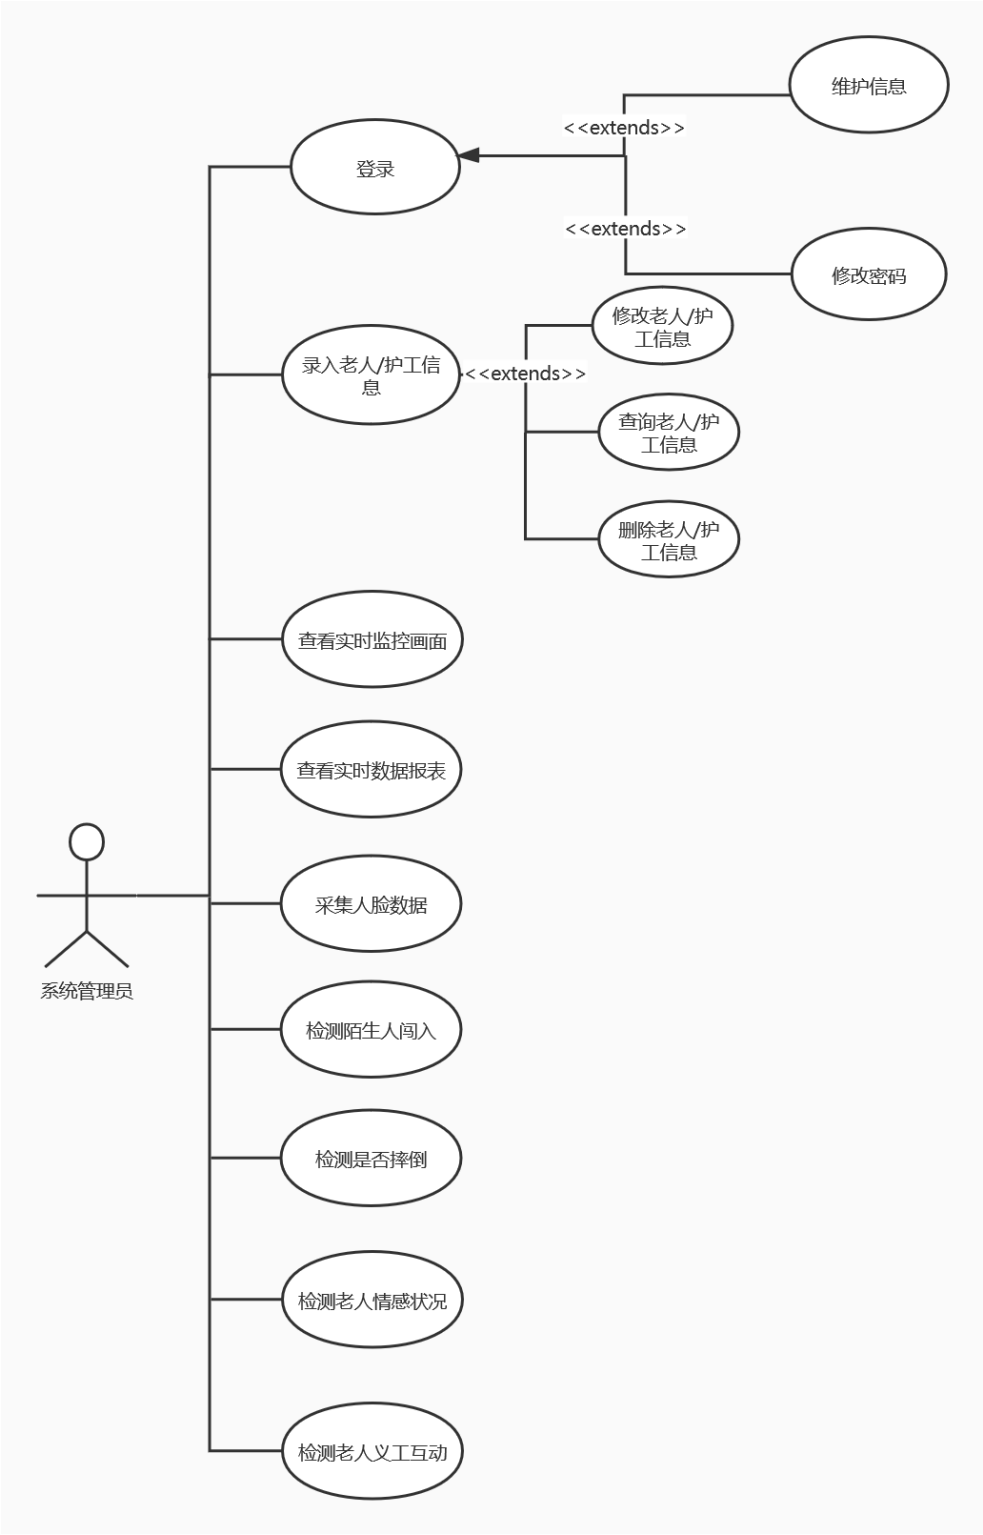 维护信息
<<extends>>
登录
<<extends>>
修改密码
修改老人/护
工信息
录入老人/护工信
息
<<extends>>
查询老人/护
工信息
删除老人/护
工信息
查看实时监控画面
查看实时数据报表
采集人脸数据
系统管理员
检测陌生人闯入
检测是否摔倒
检测老人情感状况
检测老人义工互动